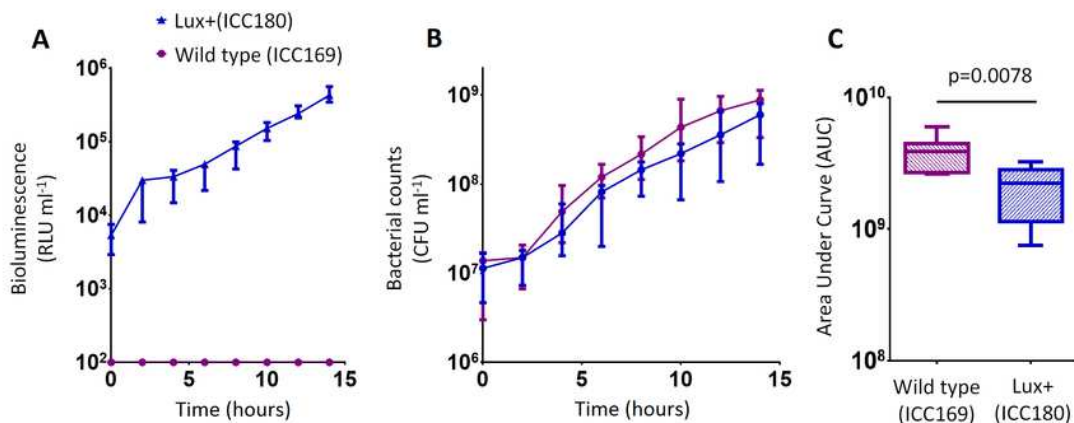 A
Lux+(ICC180)
Wild type (ICC169)
Bioluminescence
(RLU ml⁻¹)
10⁶
10⁵
10⁴
10³
10²
0
5
10
15
Time (hours)
B
Bacterial counts
(CFU ml⁻¹)
10⁹
10⁸
10⁷
10⁶
0
5
10
15
Time (hours)
C
p=0.0078
Area Under Curve (AUC)
10¹⁰
10⁹
10⁸
Wild type
(ICC169)
Lux+
(ICC180)